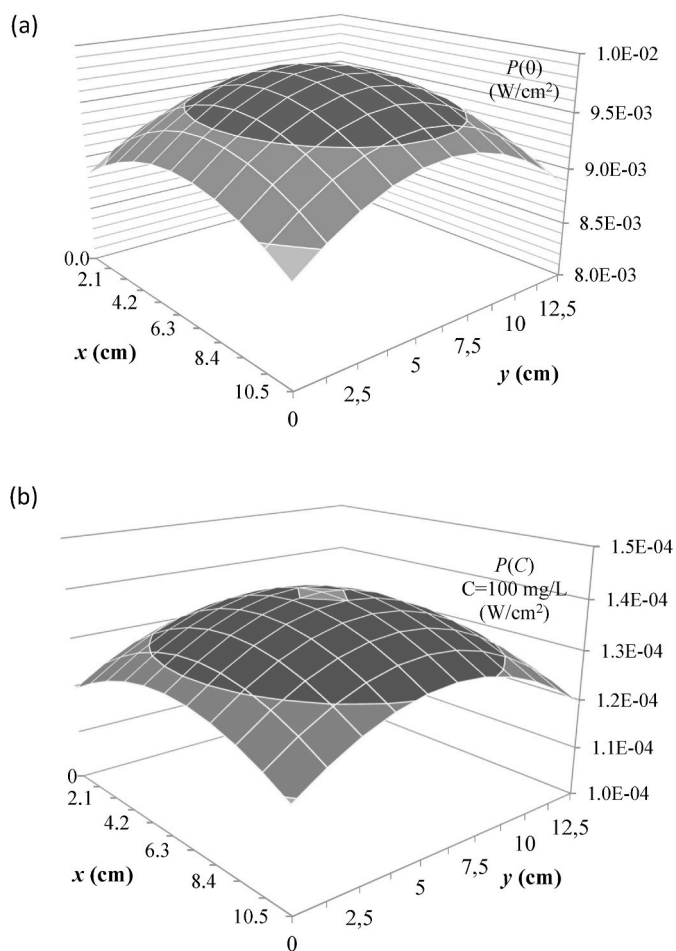 (a)
P(0)
(W/cm²)
1.0E-02
9.5E-03
9.0E-03
8.5E-03
8.0E-03
0.0
2.1
4.2
6.3
8.4
10.5
x (cm)
0
2,5
5
7,5
10
12,5
y (cm)
(b)
P(C)
C=100 mg/L
(W/cm²)
1.5E-04
1.4E-04
1.3E-04
1.2E-04
1.1E-04
1.0E-04
0
2.1
4.2
6.3
8.4
10.5
x (cm)
0
2,5
5
7,5
10
12,5
y (cm)